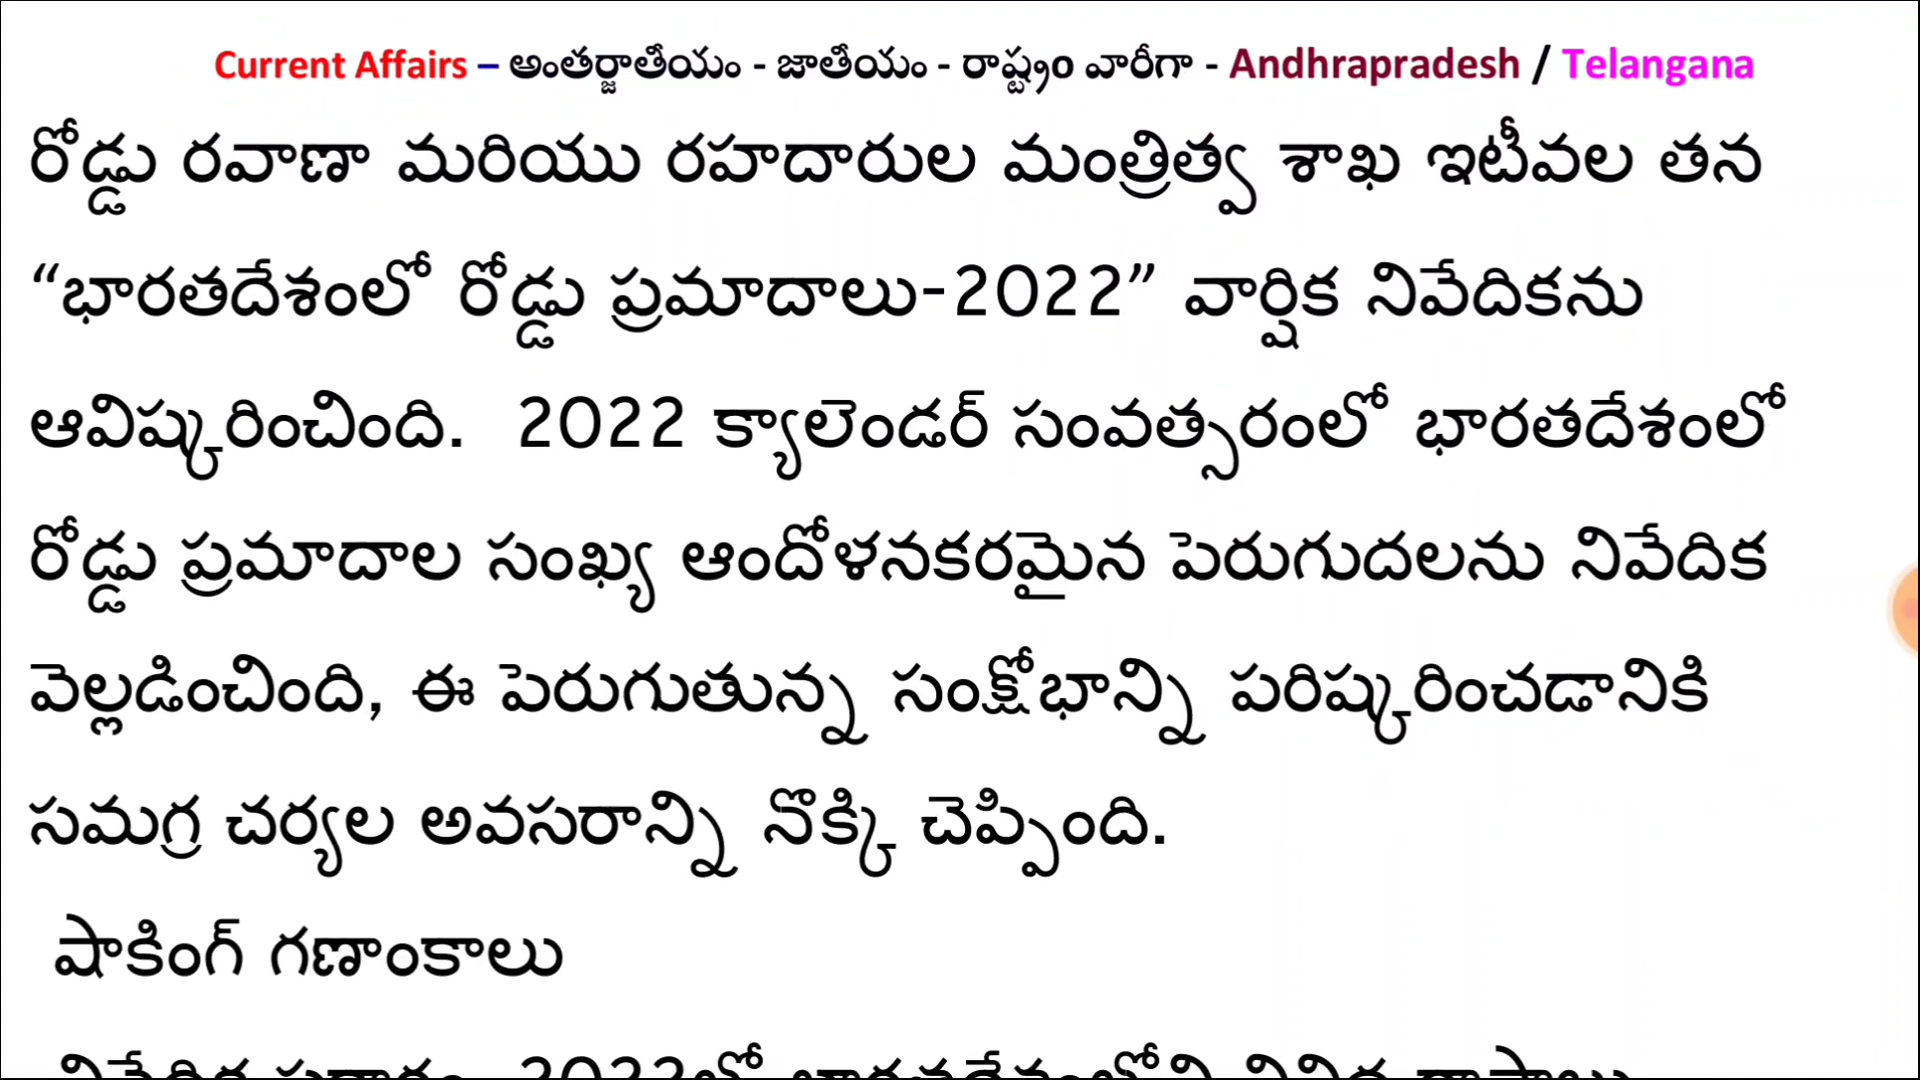 Current Affairs – అంతర్జాతీయం - జాతీయం - రాష్ట్రం వారీగా - Andhrapradesh / Telangana
రోడ్డు రవాణా మరియు రహదారుల మంత్రిత్వ శాఖ ఇటీవల తన
“భారతదేశంలో రోడ్డు ప్రమాదాలు-2022” వార్షిక నివేదికను
ఆవిష్కరించింది. 2022 క్యాలెండర్ సంవత్సరంలో భారతదేశంలో
రోడ్డు ప్రమాదాల సంఖ్య ఆందోళనకరమైన పెరుగుదలను నివేదిక
వెల్లడించింది, ఈ పెరుగుతున్న సంక్షోభాన్ని పరిష్కరించడానికి
సమగ్ర చర్యల అవసరాన్ని నొక్కి చెప్పింది.
షాకింగ్ గణాంకాలు